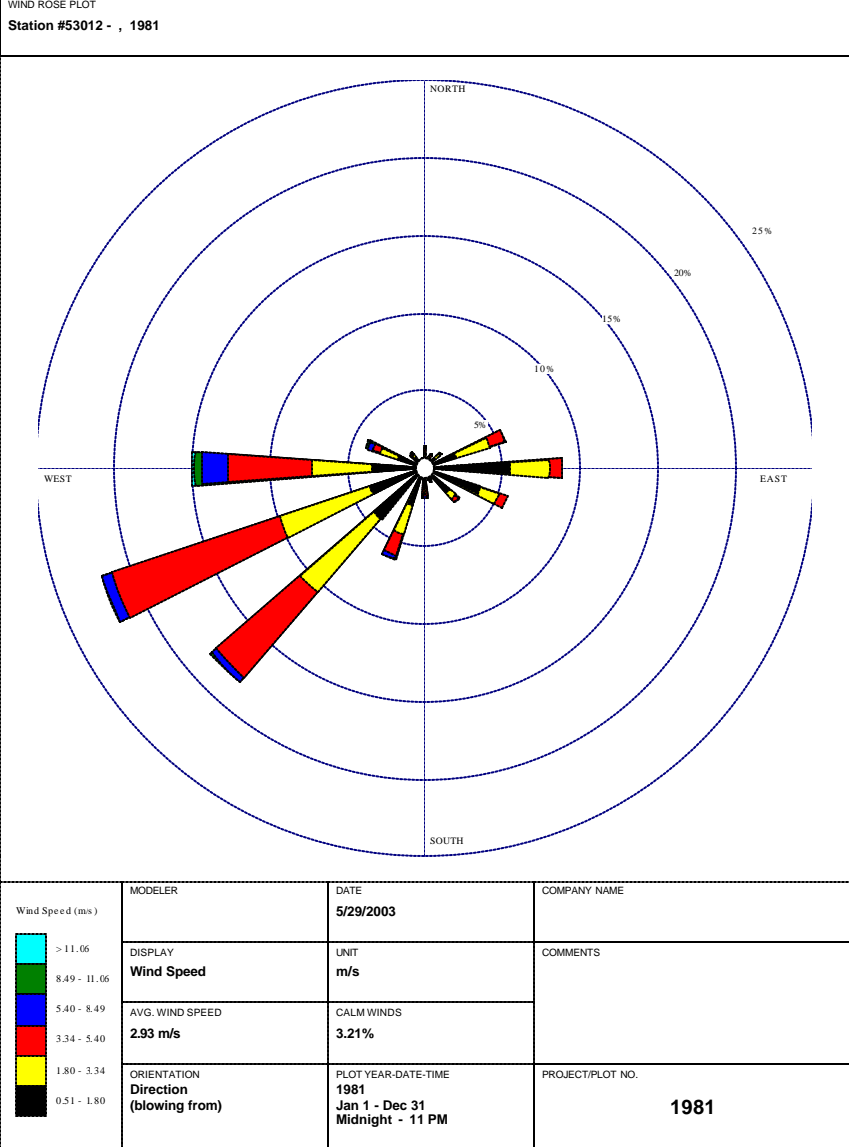 WIND ROSE PLOT
Station #53012 - , 1981
NORTH
25%
20%
15%
10%
5%
WEST
EAST
SOUTH
Wind Speed (m/s)
> 11.06
8.49 - 11.06
5.40 - 8.49
3.34 - 5.40
1.80 - 3.34
0.51 - 1.80
MODELER
DATE
5/29/2003
COMPANY NAME
DISPLAY
Wind Speed
UNIT
m/s
COMMENTS
AVG. WIND SPEED
2.93 m/s
CALM WINDS
3.21%
ORIENTATION
Direction
(blowing from)
PLOT YEAR-DATE-TIME
1981
Jan 1 - Dec 31
Midnight - 11 PM
PROJECT/PLOT NO.
1981